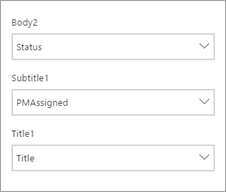 Body2
Status
Subtitle1
PMAssigned
Title1
Title